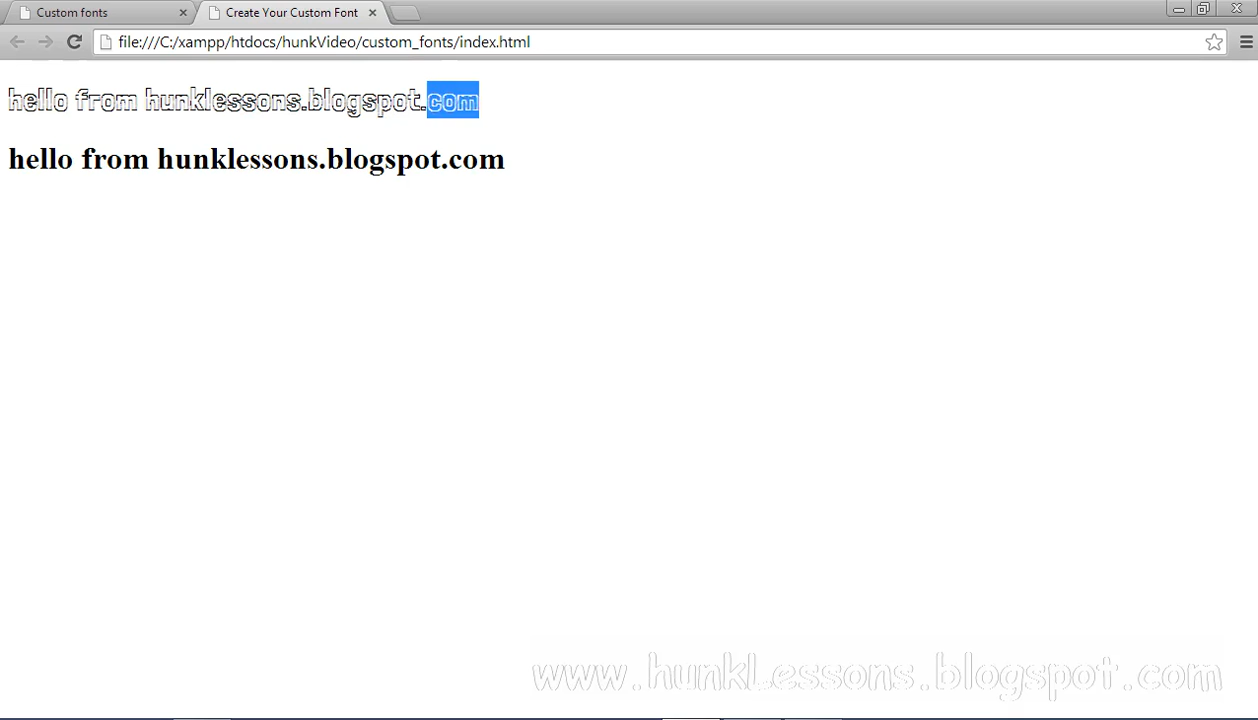 Custom fonts
Create Your Custom Font
file:///C:/xampp/htdocs/hunkVideo/custom_fonts/index.html
hello from hunklessons.blogspot.com
hello from hunklessons.blogspot.com
www.hunkLessons.blogspot.com